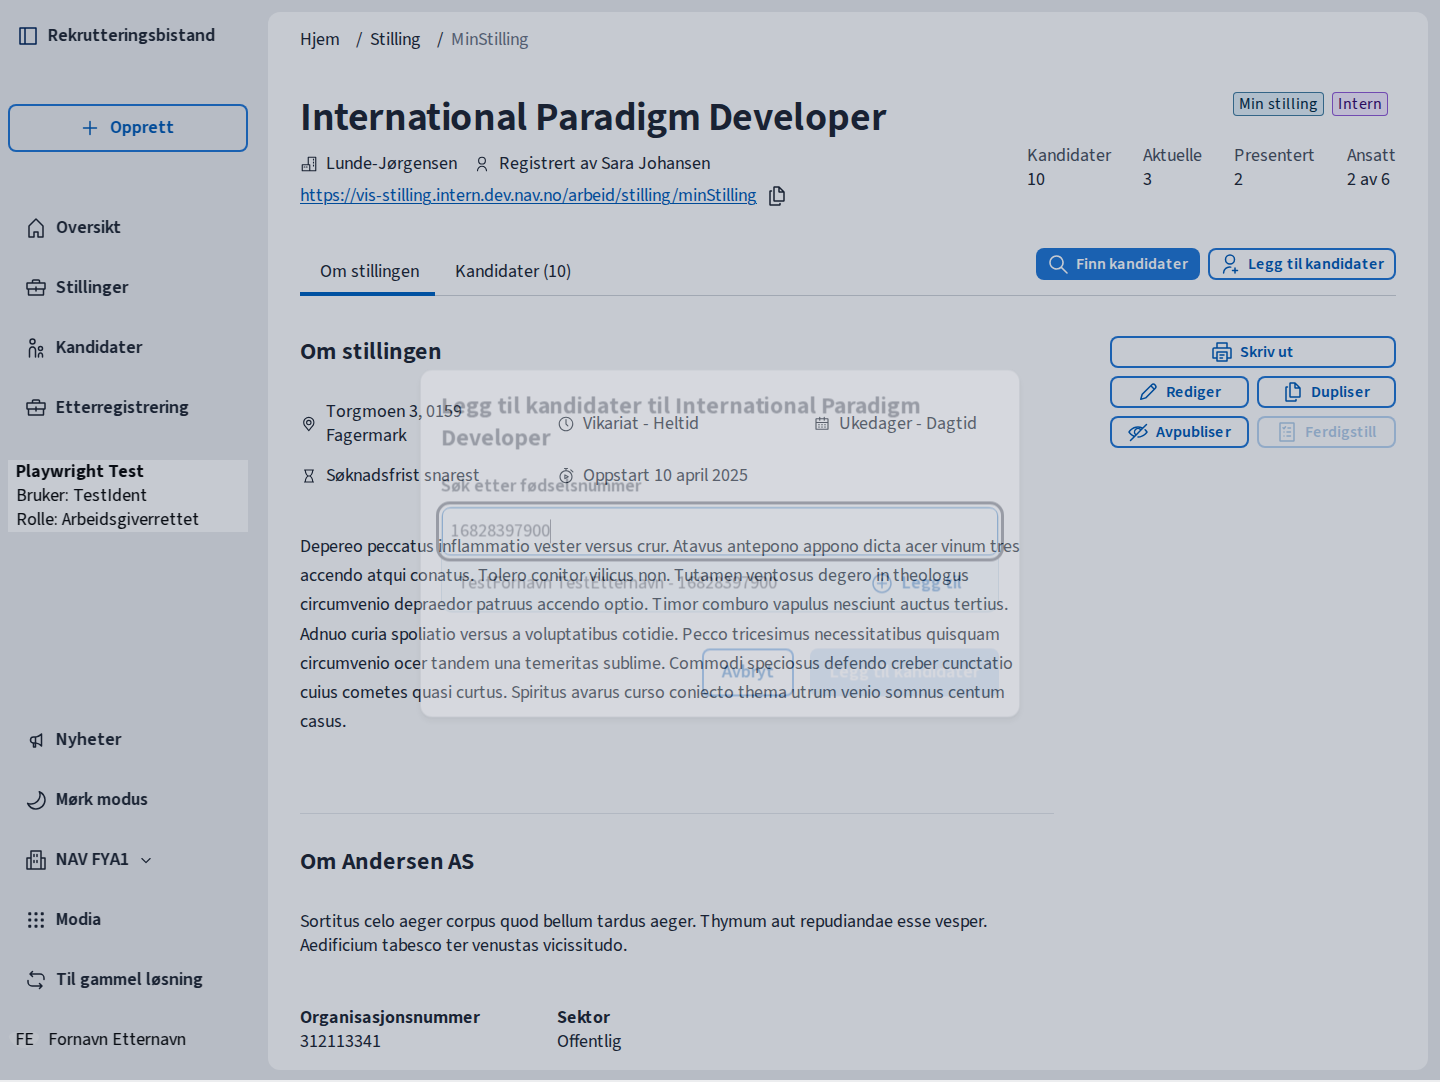 Rekrutteringsbistand
Opprett
Oversikt
Stillinger
Kandidater
Etterregistrering
Playwright Test
Bruker: TestIdent
Rolle: Arbeidsgiverrettet
Nyheter
Mørk modus
NAV FYA1
Modia
Til gammel løsning
FE Fornavn Etternavn
Hjem / Stilling / MinStilling
International Paradigm Developer
Min stilling Intern
Lunde-Jørgensen Registrert av Sara Johansen
https://vis-stilling.intern.dev.nav.no/arbeid/stilling/minStilling
Kandidater Aktuelle Presentert Ansatt
10 3 2 2 av 6
Om stillingen Kandidater (10)
Finn kandidater Legg til kandidater
Om stillingen
Skriv ut
Rediger Dupliser
Avpubliser Ferdigstill
Torgmoen 3, 0159
Fagermark
Vikariat - Heltid
Ukedager - Dagtid
Søknadsfrist snarest
Oppstart 10 april 2025
Depereo peccatus inflammatio vester versus crur. Atavus antepono appono dicta acer vinum tres
accendo atqui conatus. Tolero conitor vilicus non. Tutamen ventosus degero in theologus
circumvenio depraedor patruus accendo optio. Timor comburo vapulus nesciunt auctus tertius.
Adnuo curia spoliatio versus a voluptatibus cotidie. Pecco tricesimus necessitatibus quisquam
circumvenio ocer tandem una temeritas sublime. Commodi speciosus defendo creber cunctatio
cuius cometes quasi curtus. Spiritus avarus curso coniecto thema utrum venio somnus centum
casus.
Legg til kandidater til International Paradigm
Developer
Søk etter fødselsnummer
16828397900
TestFornavn TestEtternavn - 16828397900
Legg til
Avbryt Legg til kandidater
Om Andersen AS
Sortitus celo aeger corpus quod bellum tardus aeger. Thymum aut repudiandae esse vesper.
Aedificium tabesco ter venustas vicissitudo.
Organisasjonsnummer Sektor
312113341 Offentlig